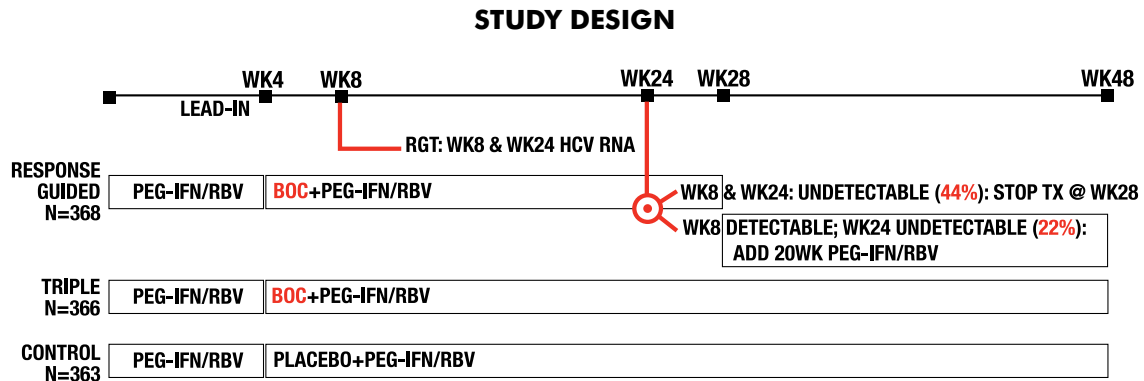 STUDY DESIGN
WK4
WK8
WK24
WK28
WK48
LEAD-IN
RGT: WK8 & WK24 HCV RNA
RESPONSE
GUIDED
N=368
PEG-IFN/RBV
BOC+PEG-IFN/RBV
WK8 & WK24: UNDETECTABLE (44%): STOP TX @ WK28
WK8 DETECTABLE; WK24 UNDETECTABLE (22%):
ADD 20WK PEG-IFN/RBV
TRIPLE
N=366
PEG-IFN/RBV
BOC+PEG-IFN/RBV
CONTROL
N=363
PEG-IFN/RBV
PLACEBO+PEG-IFN/RBV